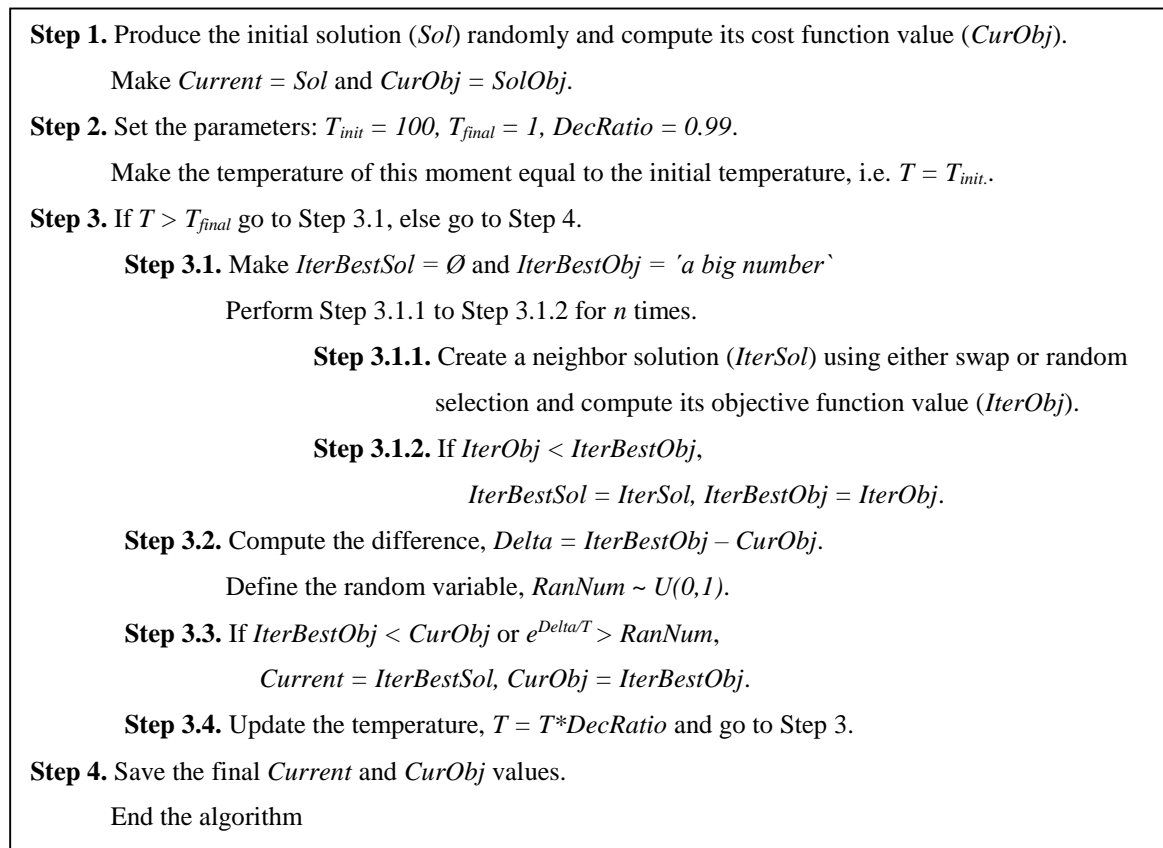 Step 1. Produce the initial solution (Sol) randomly and compute its cost function value (CurObj).
Make Current = Sol and CurObj = SolObj.
Step 2. Set the parameters: Tinit = 100, Tfinal = 1, DecRatio = 0.99.
Make the temperature of this moment equal to the initial temperature, i.e. T = Tinit..
Step 3. If T > Tfinal go to Step 3.1, else go to Step 4.
Step 3.1. Make IterBestSol = Ø and IterBestObj = ´a big number`
Perform Step 3.1.1 to Step 3.1.2 for n times.
Step 3.1.1. Create a neighbor solution (IterSol) using either swap or random
selection and compute its objective function value (IterObj).
Step 3.1.2. If IterObj < IterBestObj,
IterBestSol = IterSol, IterBestObj = IterObj.
Step 3.2. Compute the difference, Delta = IterBestObj – CurObj.
Define the random variable, RanNum ~ U(0,1).
Step 3.3. If IterBestObj < CurObj or e^Delta/T > RanNum,
Current = IterBestSol, CurObj = IterBestObj.
Step 3.4. Update the temperature, T = T*DecRatio and go to Step 3.
Step 4. Save the final Current and CurObj values.
End the algorithm